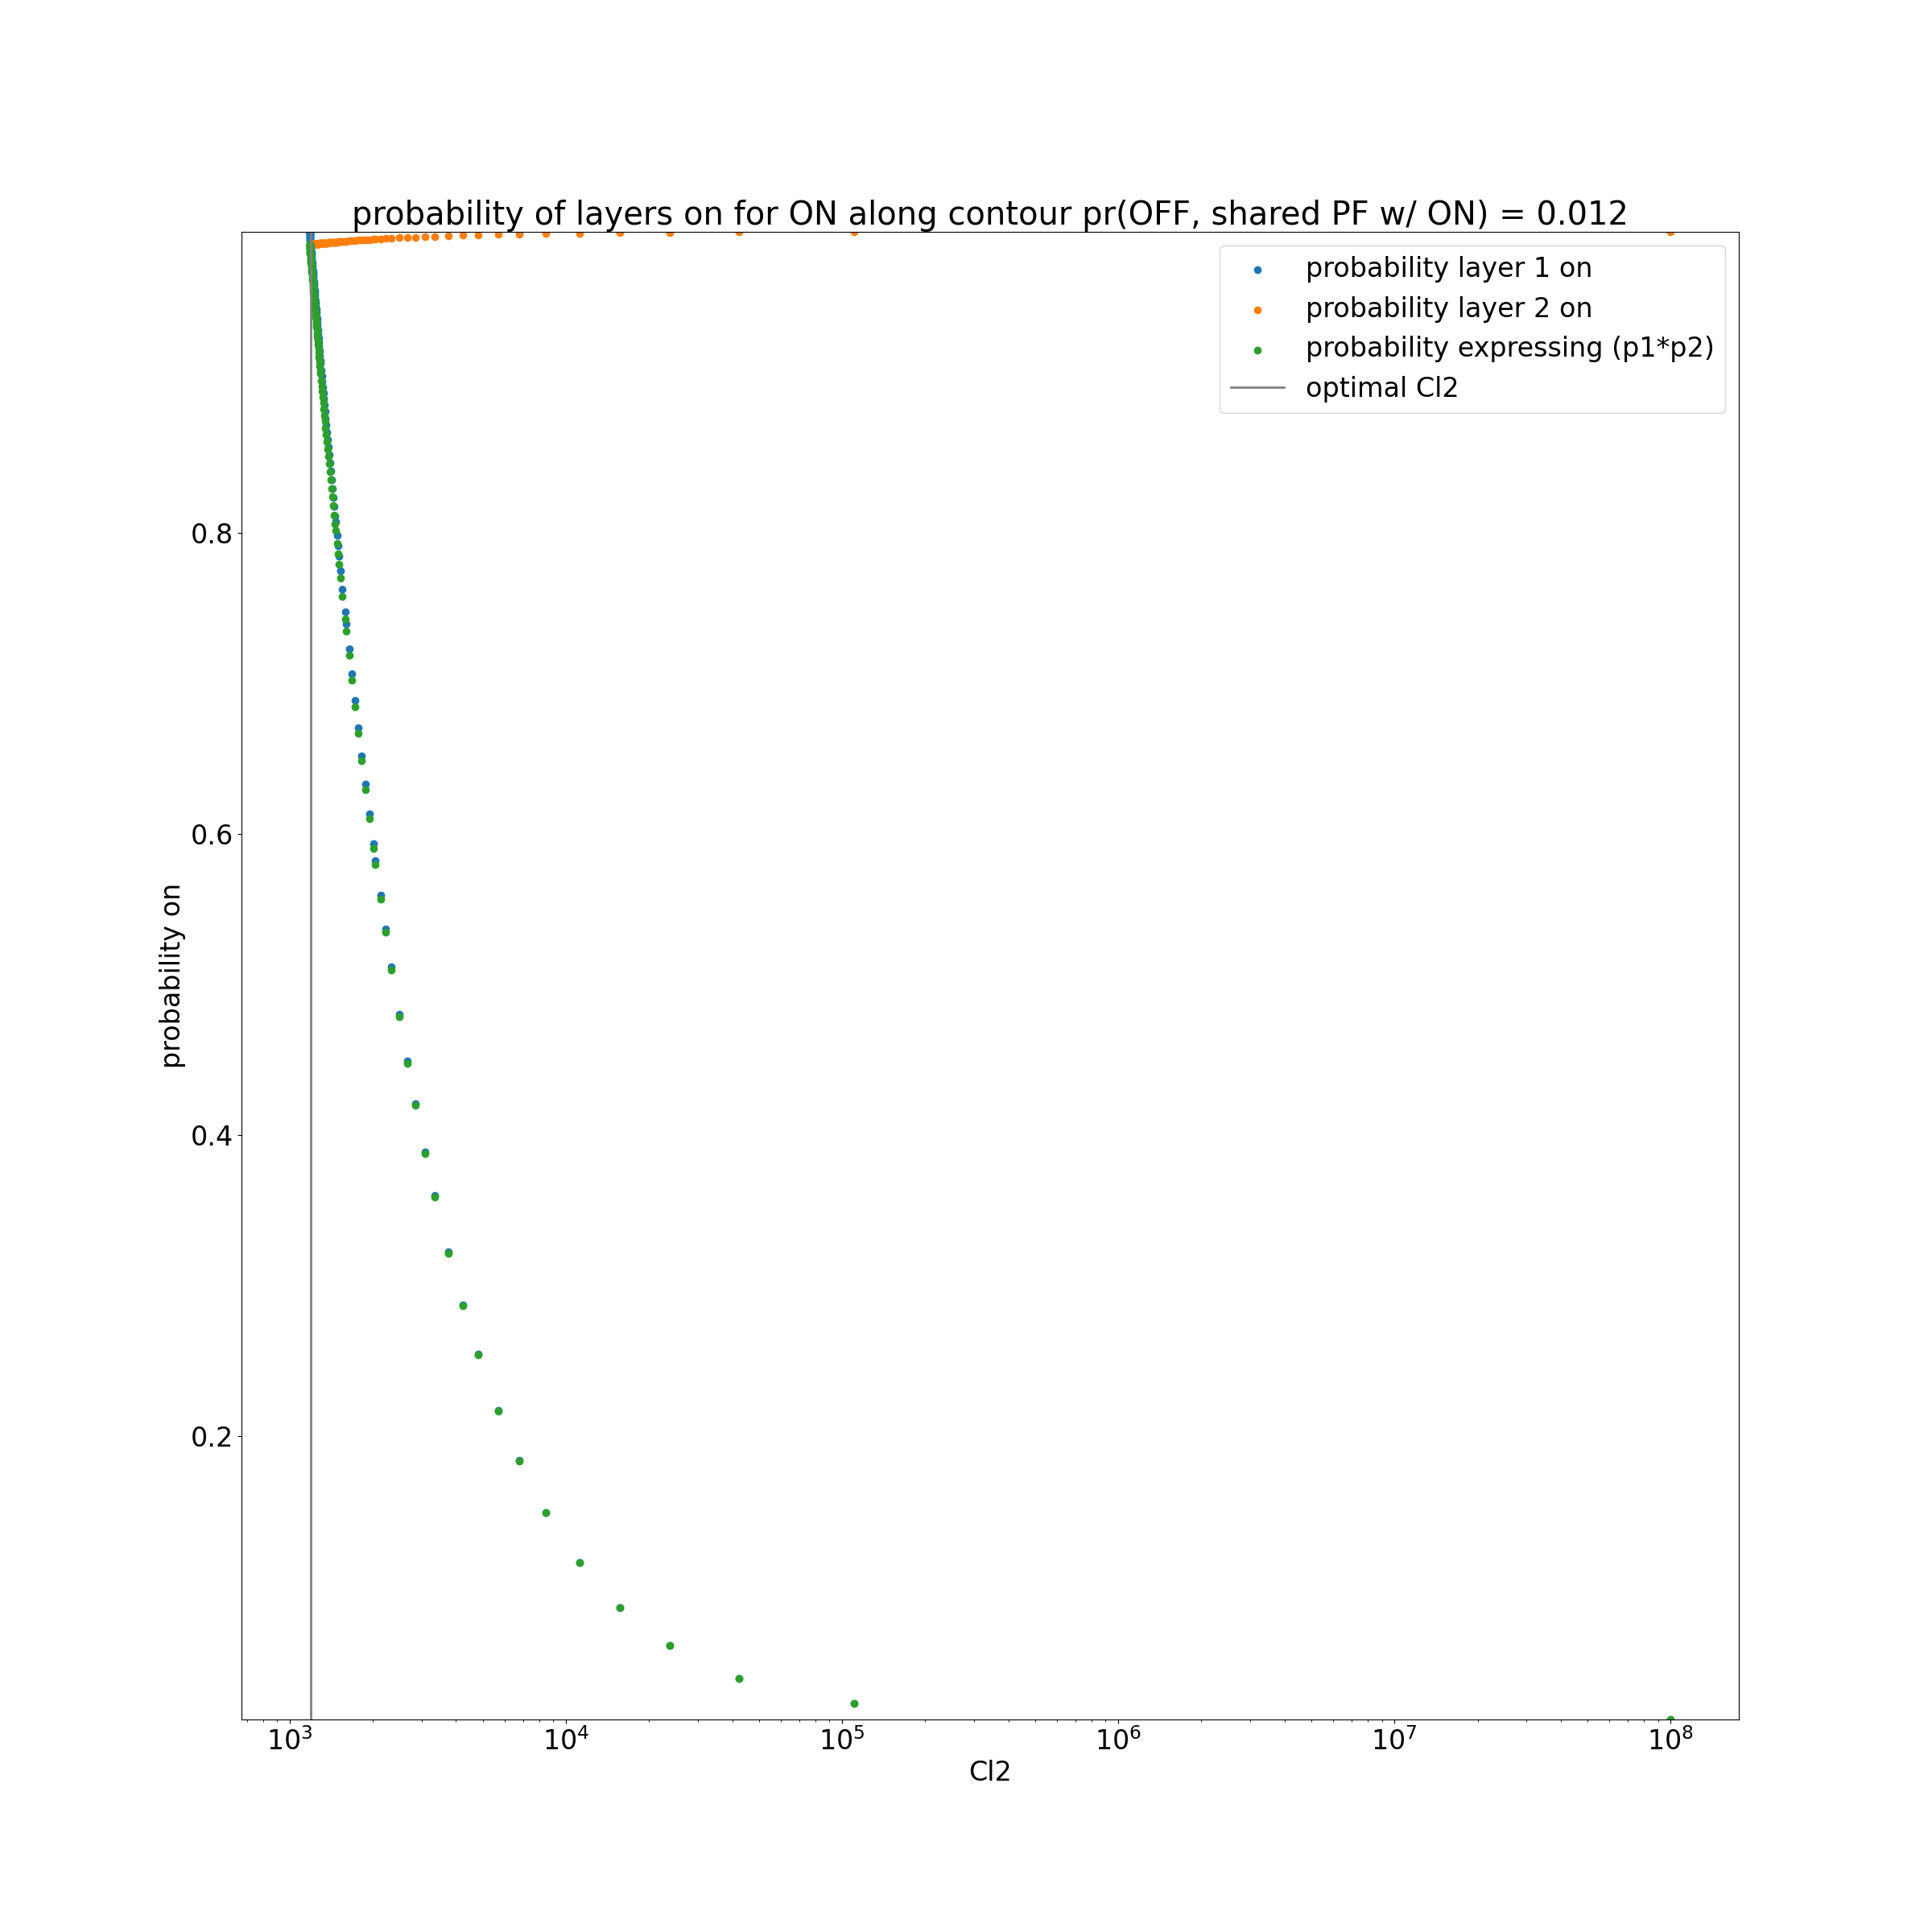 probability of layers on for ON along contour pr(OFF, shared PF w/ ON) = 0.012
probability layer 1 on
probability layer 2 on
probability expressing (p1*p2)
optimal Cl2
0.8
0.6
0.4
0.2
probability on
10³ 10⁴ 10⁵ 10⁶ 10⁷ 10⁸
Cl2